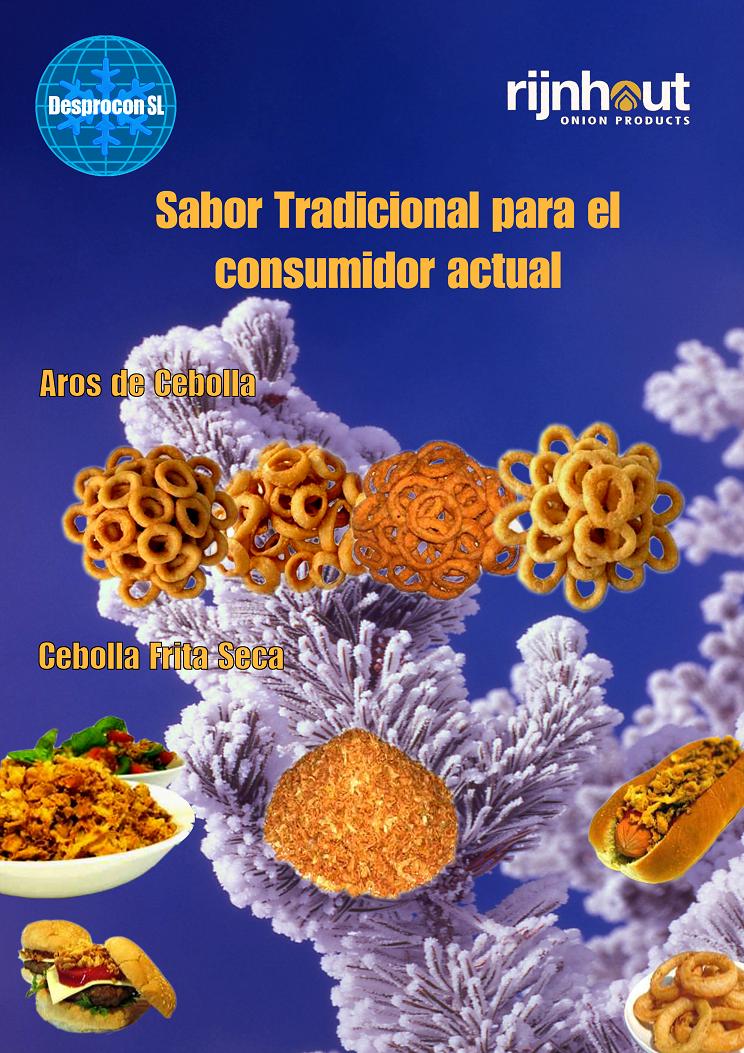 Desprocon SL
rijnhout
ONION PRODUCTS
Sabor Tradicional para el
consumidor actual
Aros de Cebolla
Cebolla Frita Seca